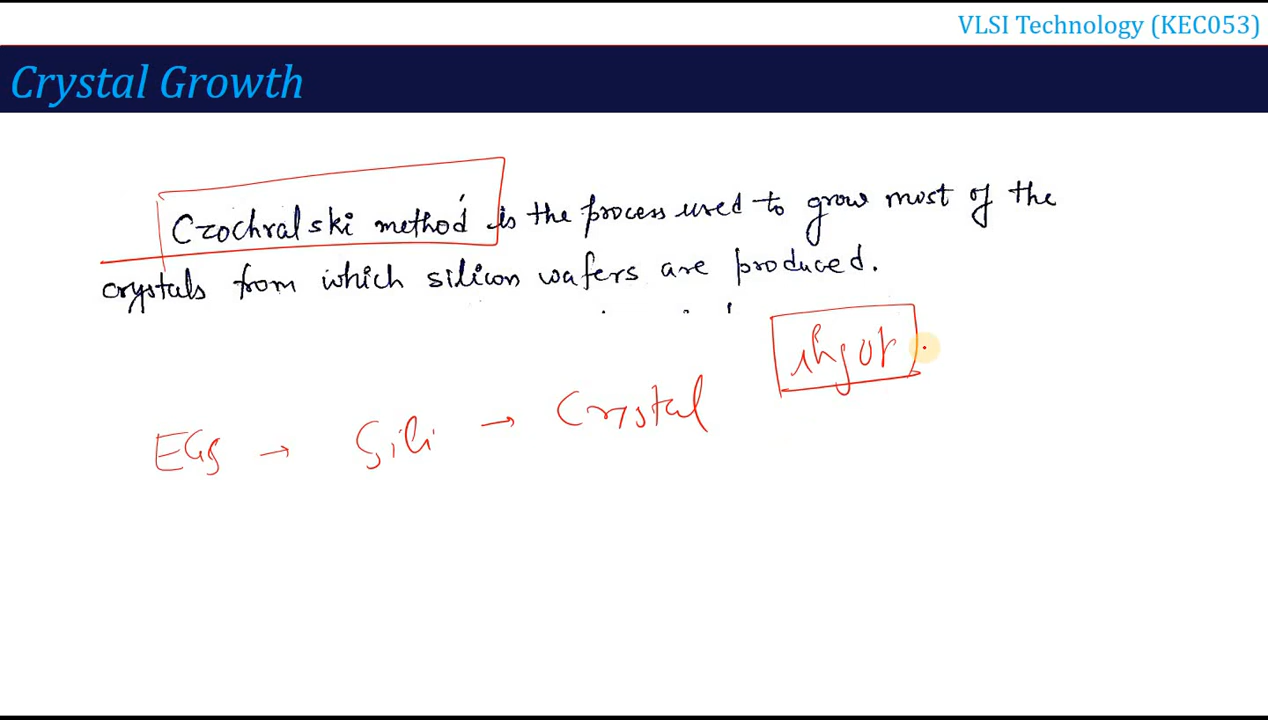 VLSI Technology (KEC053)
Crystal Growth
Czochralski method is the process used to grow most of the
crystals from which silicon wafers are produced.
ingot
EGS → Sili → Crystal